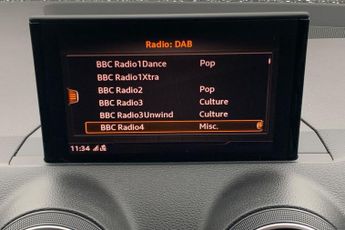 Radio: DAB
BBC Radio1Dance Pop
BBC Radio1Xtra
BBC Radio2 Pop
BBC Radio3 Culture
BBC Radio3Unwind Culture
BBC Radio4 Misc.
11:34